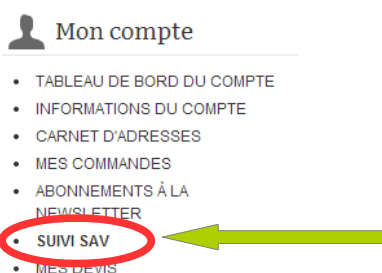 Mon compte
TABLEAU DE BORD DU COMPTE
INFORMATIONS DU COMPTE
CARNET D'ADRESSES
MES COMMANDES
ABONNEMENTS À LA
NEWSLETTER
SUIVI SAV
MES DEVIS